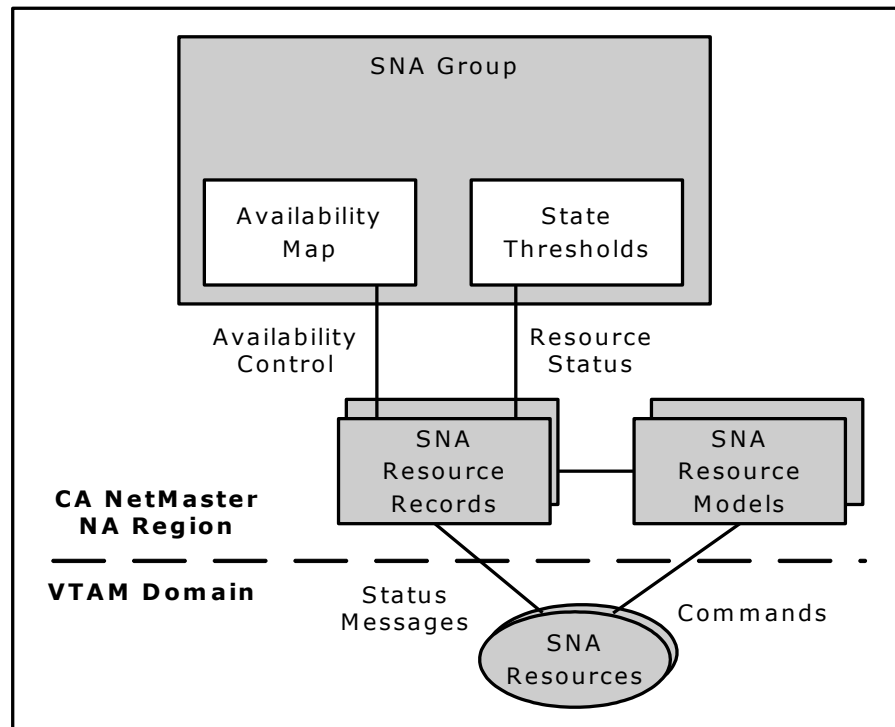 SNA Group
Availability
Map
State
Thresholds
Availability
Control
Resource
Status
SNA
Resource
Records
SNA
Resource
Models
CA NetMaster
NA Region
VTAM Domain
Status
Messages
Commands
SNA
Resources